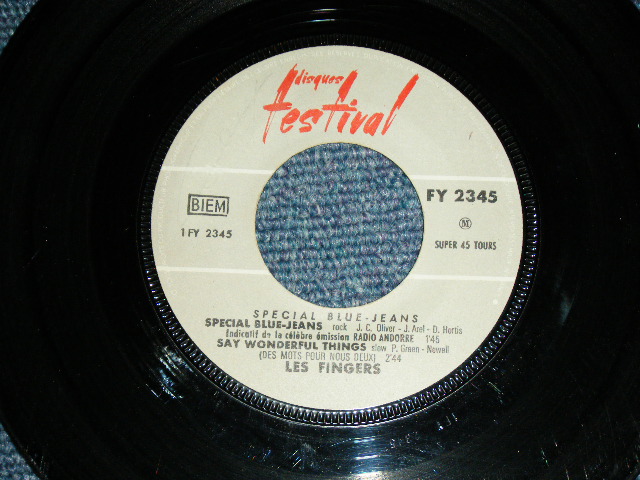 disques
festival
BIEM
FY 2345
1 FY 2345
M
SUPER 45 TOURS
SPECIAL BLUE-JEANS
SPECIAL BLUE-JEANS rock J. C. Oliver - J. Arel - D. Hortis
Indicatif de la célèbre émission RADIO ANDORRE 1'45
SAY WONDERFUL THINGS slow P. Green - Newell
(DES MOTS POUR NOUS DEUX) 2'44
LES FINGERS